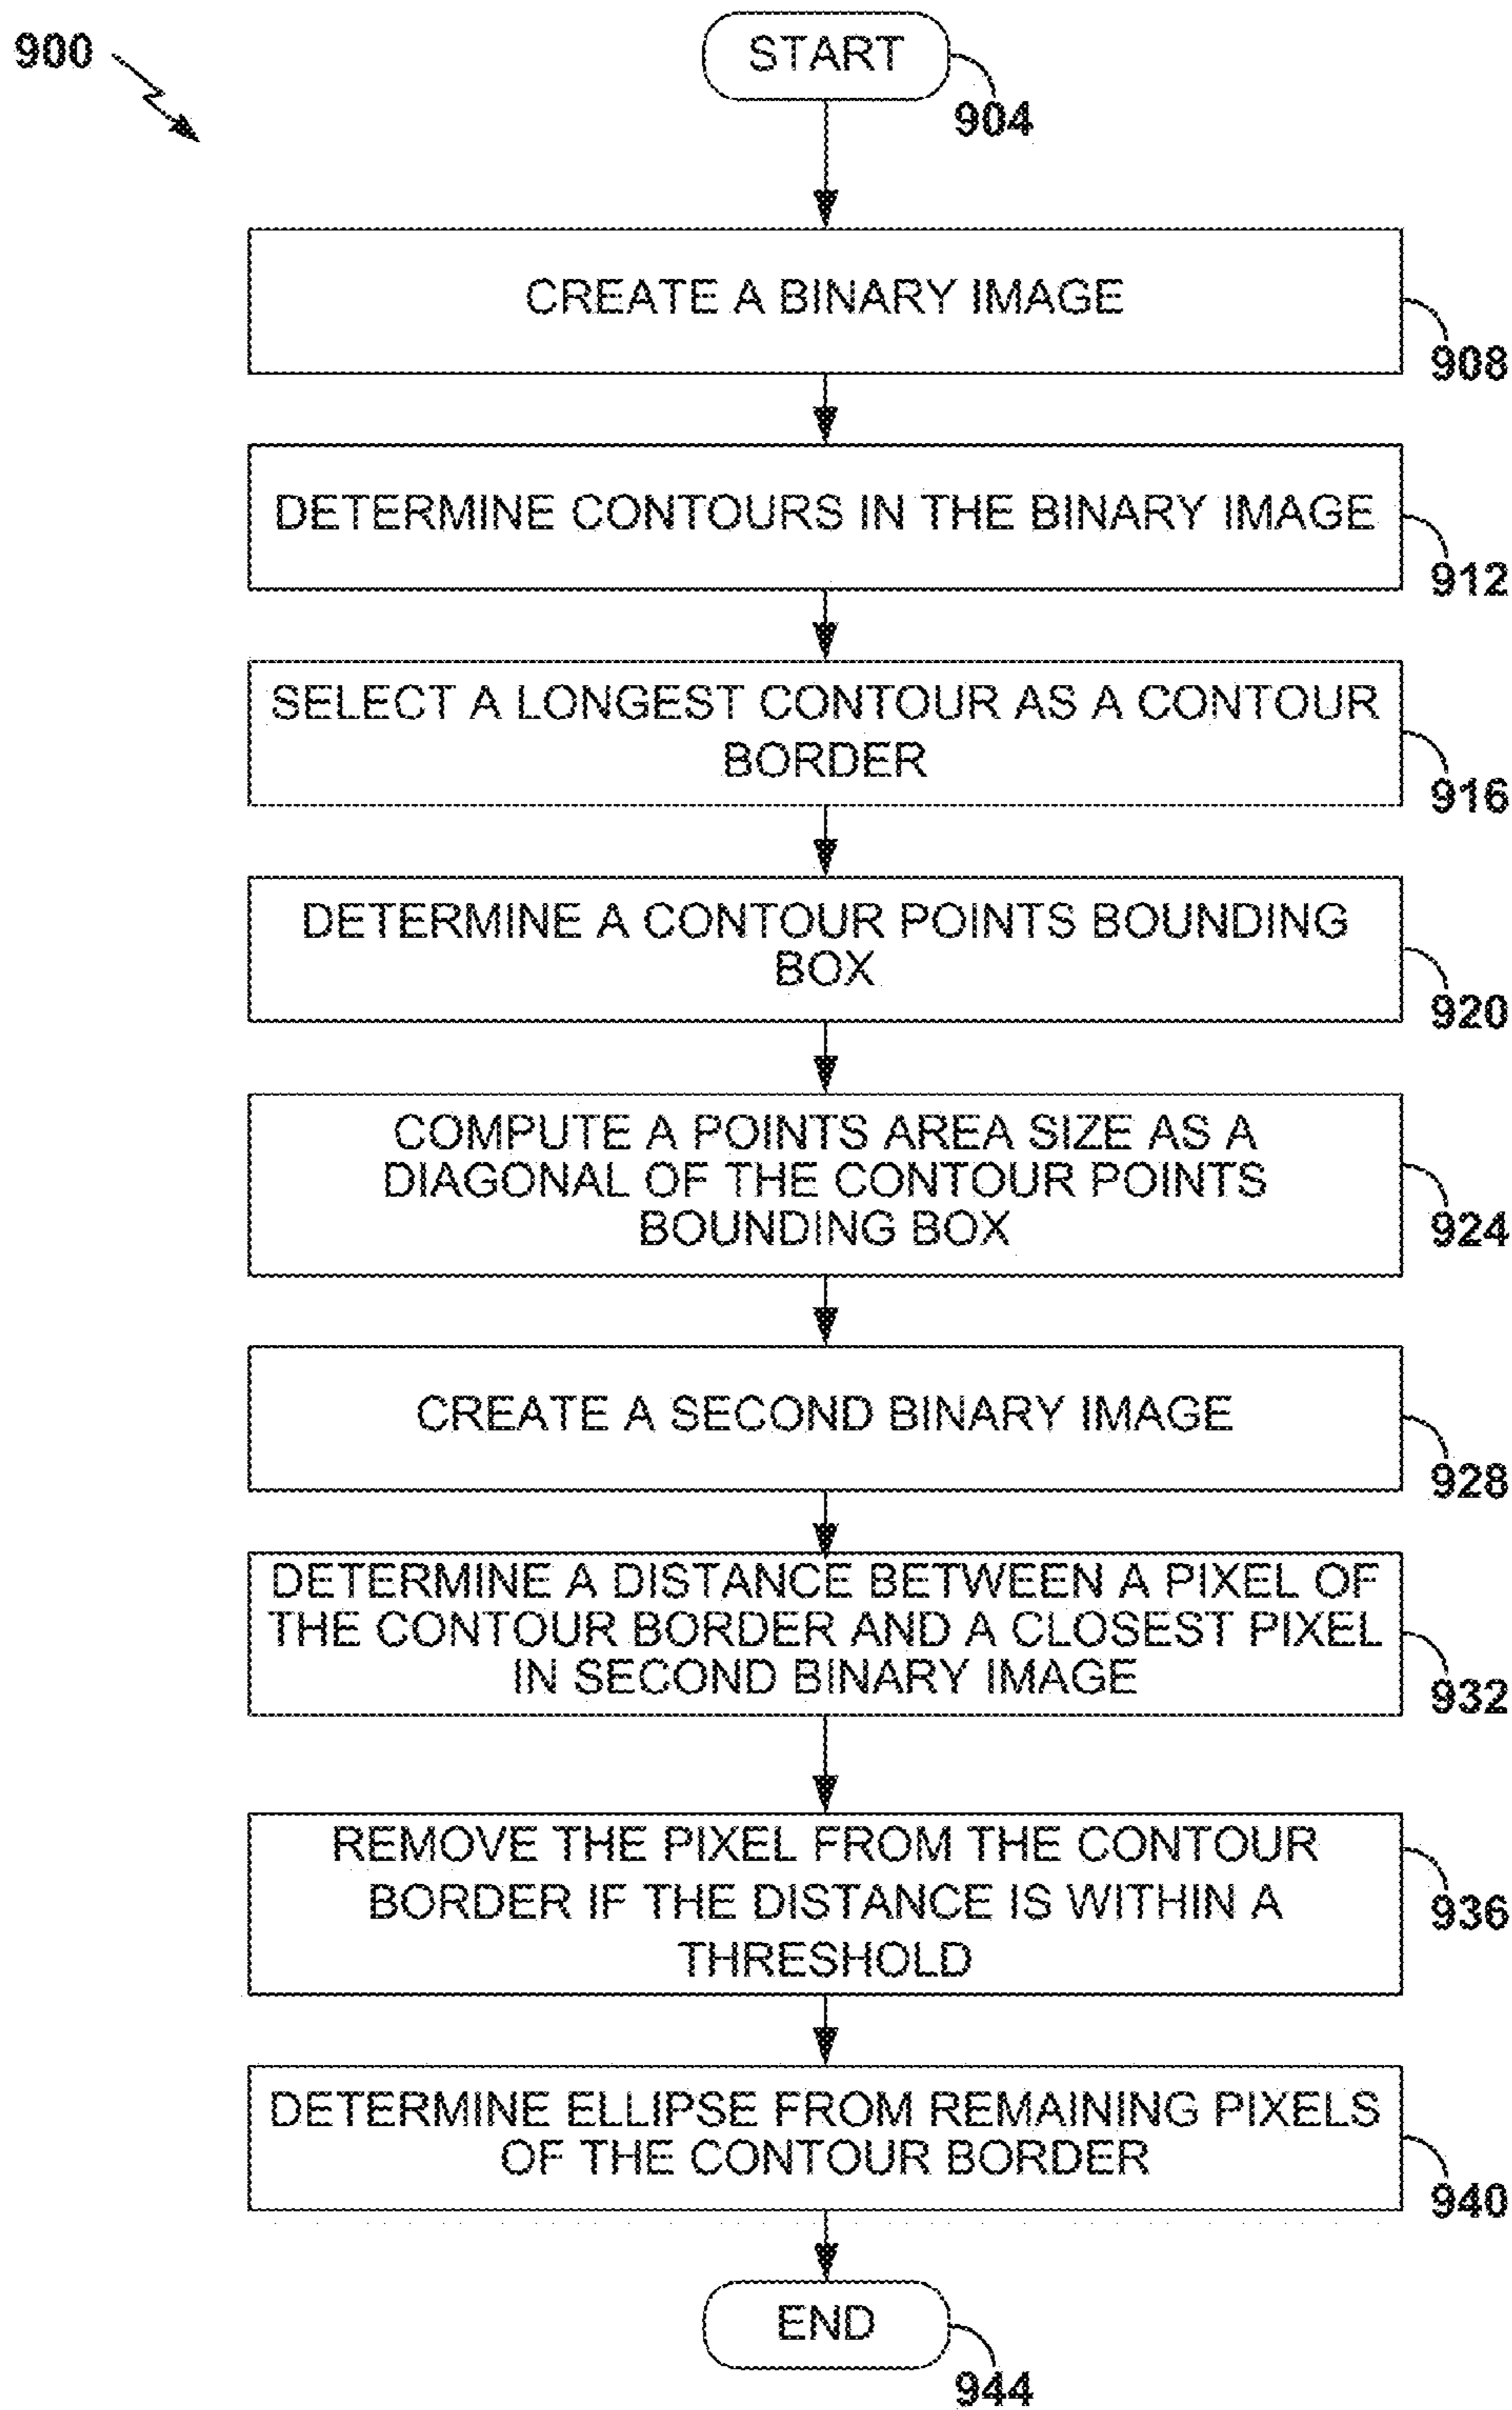 900
START
904
CREATE A BINARY IMAGE
908
DETERMINE CONTOURS IN THE BINARY IMAGE
912
SELECT A LONGEST CONTOUR AS A CONTOUR
BORDER
916
DETERMINE A CONTOUR POINTS BOUNDING
BOX
920
COMPUTE A POINTS AREA SIZE AS A
DIAGONAL OF THE CONTOUR POINTS
BOUNDING BOX
924
CREATE A SECOND BINARY IMAGE
928
DETERMINE A DISTANCE BETWEEN A PIXEL OF
THE CONTOUR BORDER AND A CLOSEST PIXEL
IN SECOND BINARY IMAGE
932
REMOVE THE PIXEL FROM THE CONTOUR
BORDER IF THE DISTANCE IS WITHIN A
THRESHOLD
936
DETERMINE ELLIPSE FROM REMAINING PIXELS
OF THE CONTOUR BORDER
940
END
944